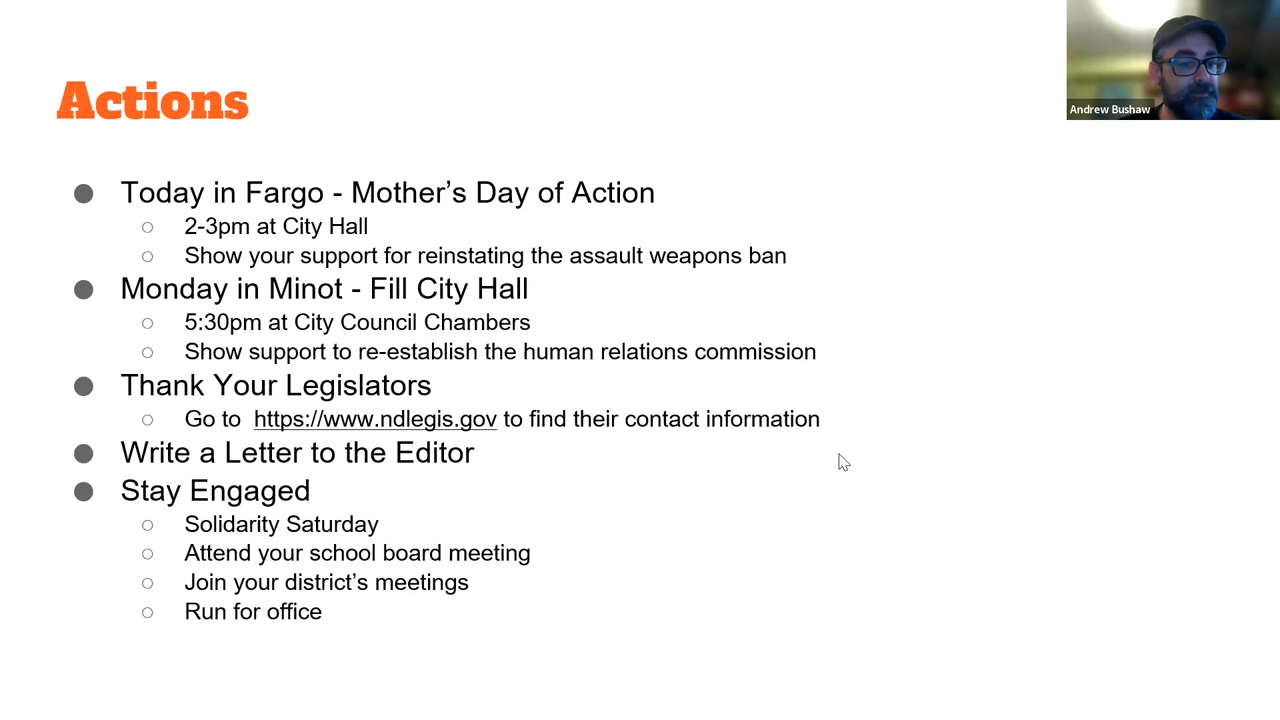 Actions
Andrew Bushaw
● Today in Fargo - Mother’s Day of Action
○ 2-3pm at City Hall
○ Show your support for reinstating the assault weapons ban
● Monday in Minot - Fill City Hall
○ 5:30pm at City Council Chambers
○ Show support to re-establish the human relations commission
● Thank Your Legislators
○ Go to https://www.ndlegis.gov to find their contact information
● Write a Letter to the Editor
● Stay Engaged
○ Solidarity Saturday
○ Attend your school board meeting
○ Join your district’s meetings
○ Run for office